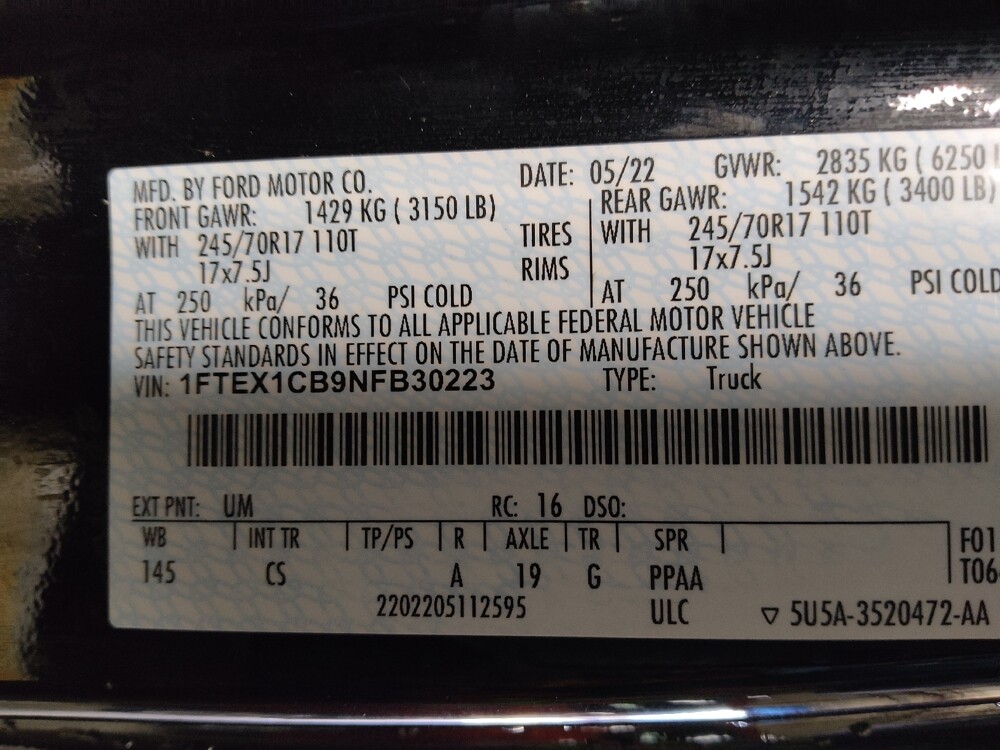 MFD. BY FORD MOTOR CO. DATE: 05/22 GVWR: 2835 KG ( 6250
FRONT GAWR: 1429 KG ( 3150 LB) REAR GAWR: 1542 KG ( 3400 LB)
WITH 245/70R17 110T TIRES WITH 245/70R17 110T
17x7.5J RIMS 17x7.5J
AT 250 kPa/ 36 PSI COLD AT 250 kPa/ 36 PSI COLD
THIS VEHICLE CONFORMS TO ALL APPLICABLE FEDERAL MOTOR VEHICLE
SAFETY STANDARDS IN EFFECT ON THE DATE OF MANUFACTURE SHOWN ABOVE.
VIN: 1FTEX1CB9NFB30223 TYPE: Truck
EXT PNT: UM RC: 16 DSO:
WB INT TR TP/PS R AXLE TR SPR F01
145 CS A 19 G PPAA T06
2202205112595 ULC ▽ 5U5A-3520472-AA